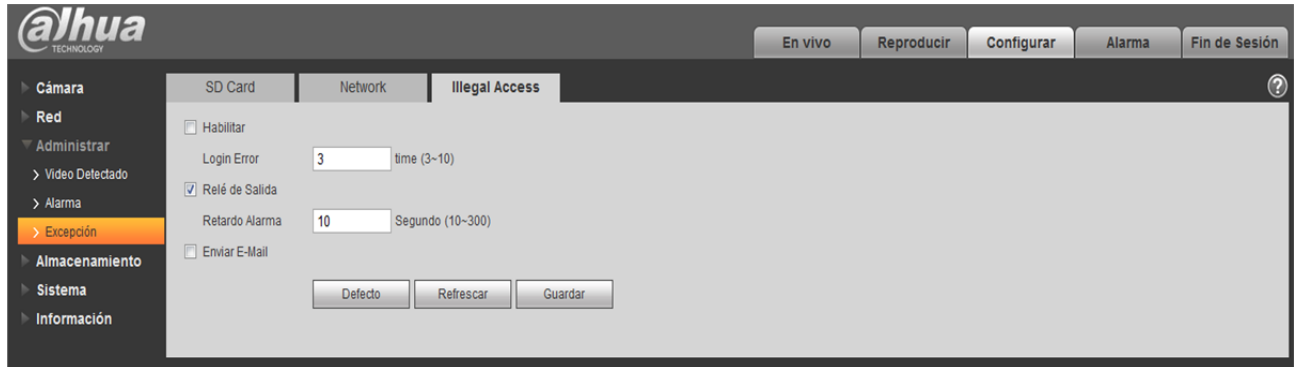 alhua
TECHNOLOGY
En vivo Reproducir Configurar Alarma Fin de Sesión
Cámara
Red
Administrar
Video Detectado
Alarma
Excepción
Almacenamiento
Sistema
Información
SD Card Network Illegal Access
?
Habilitar
Login Error 3 time (3~10)
Relé de Salida
Retardo Alarma 10 Segundo (10~300)
Enviar E-Mail
Defecto Refrescar Guardar